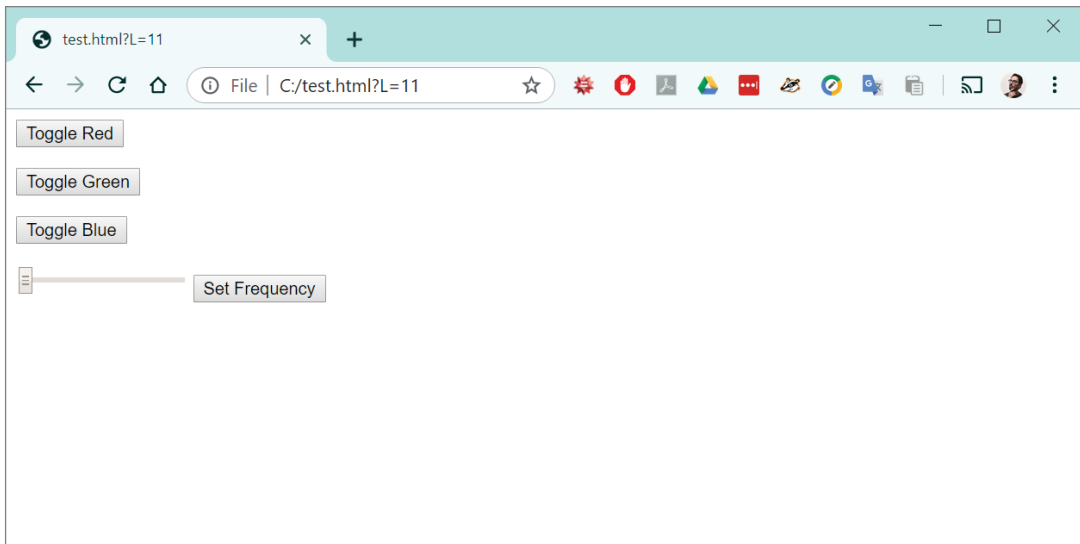 test.html?L=11
File C:/test.html?L=11
Toggle Red
Toggle Green
Toggle Blue
Set Frequency